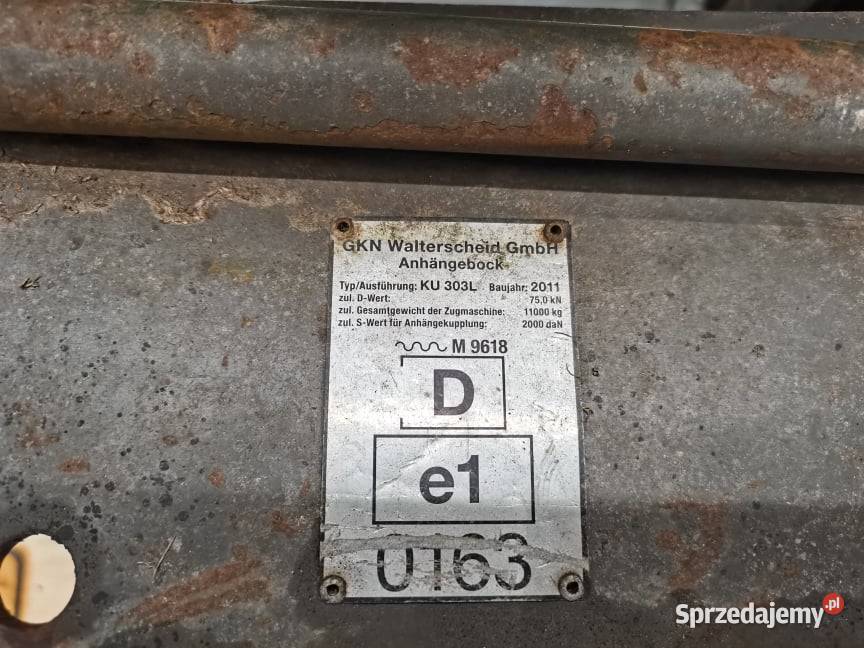 GKN Walterscheid GmbH
Anhängebock
Typ/Ausführung: KU 303L Baujahr: 2011
zul. D-Wert: 75,0 kN
zul. Gesamtgewicht der Zugmaschine: 11000 kg
zul. S-Wert für Anhängekupplung: 2000 daN
M 9618
D
e1
0163
Sprzedajemy.pl